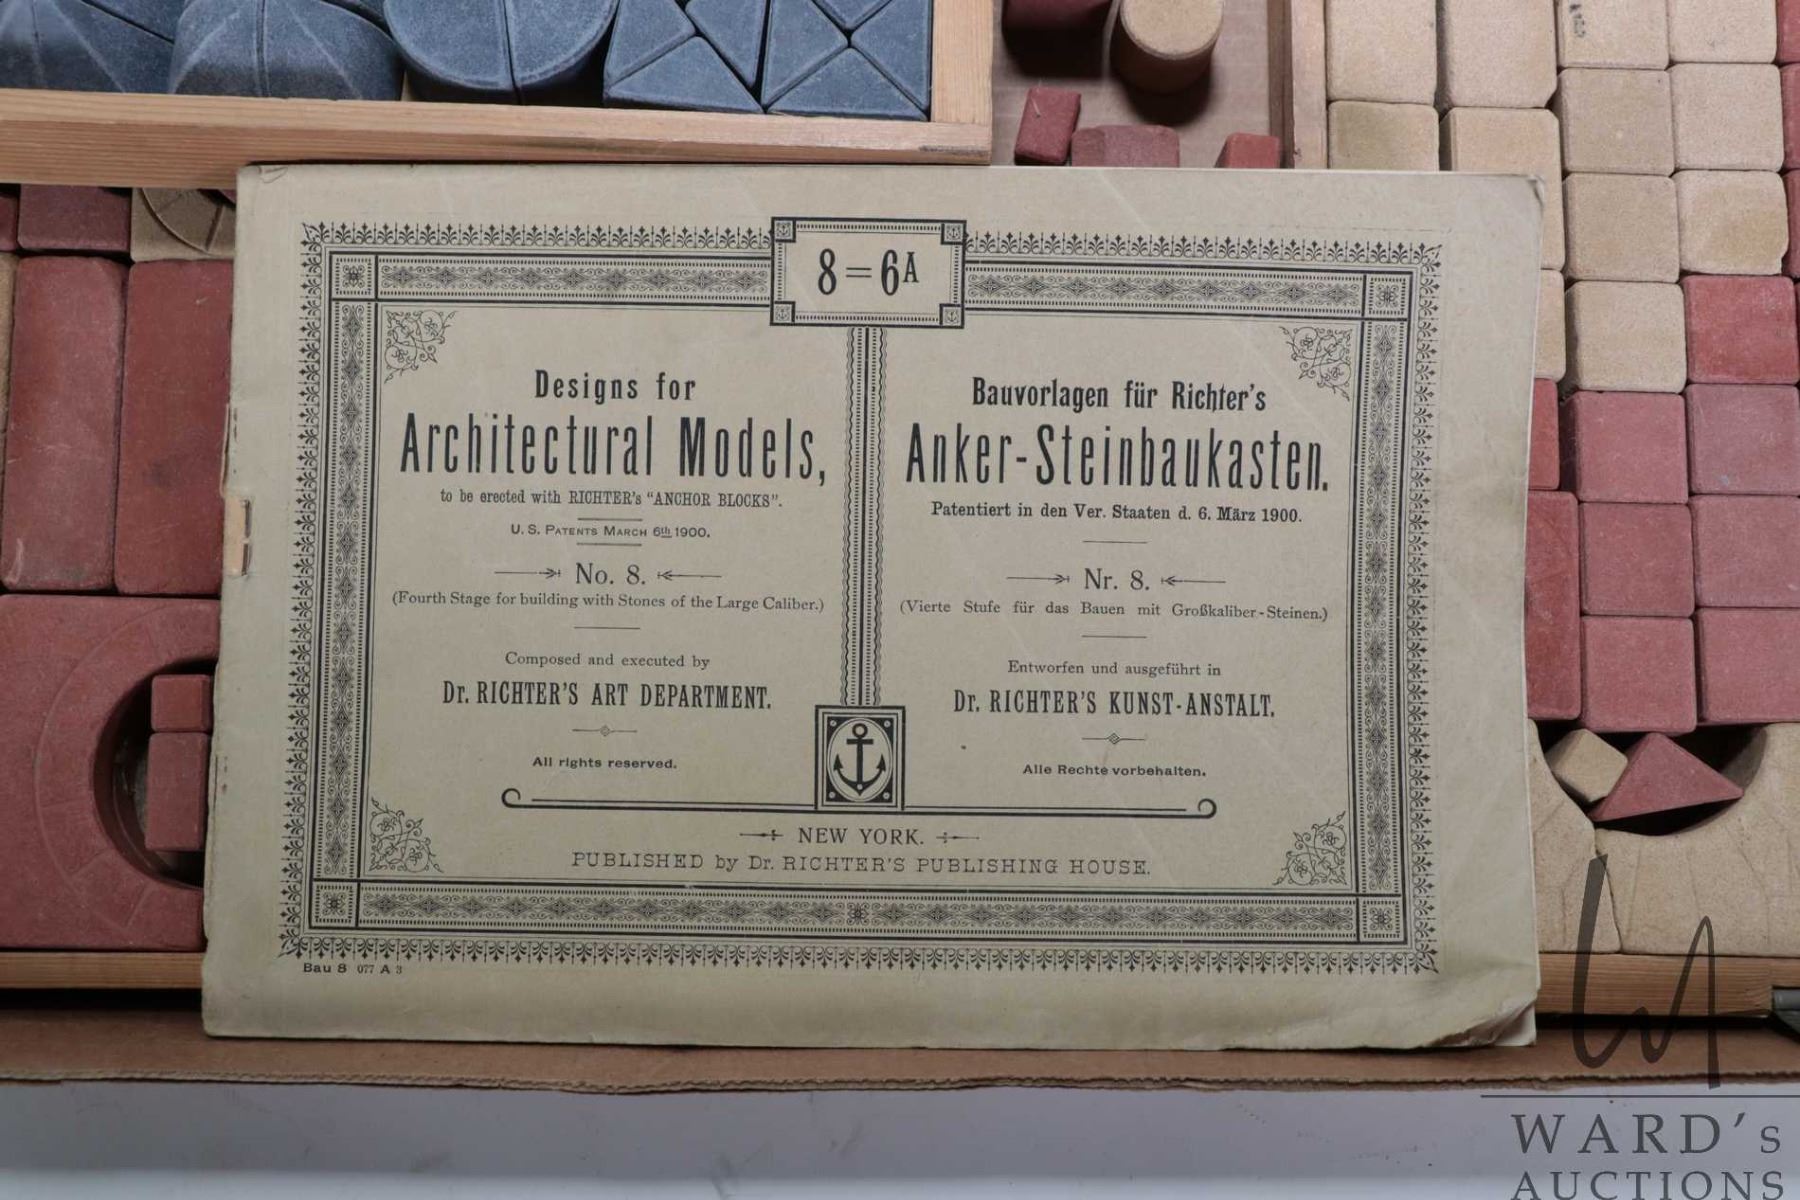 8=6A
Designs for
Architectural Models,
to be erected with RICHTER's "ANCHOR BLOCKS".
U. S. PATENTS MARCH 6th 1900.
No. 8.
(Fourth Stage for building with Stones of the Large Caliber.)
Composed and executed by
Dr. RICHTER'S ART DEPARTMENT.
All rights reserved.
Bauvorlagen für Richter's
Anker-Steinbaukasten.
Patentiert in den Ver. Staaten d. 6. März 1900.
Nr. 8.
(Vierte Stufe für das Bauen mit Großkaliber-Steinen.)
Entworfen und ausgeführt in
Dr. RICHTER'S KUNST-ANSTALT.
Alle Rechte vorbehalten.
NEW YORK.
PUBLISHED by Dr. RICHTER'S PUBLISHING HOUSE.
Bau 8 077 A 3
WARD's
AUCTIONS